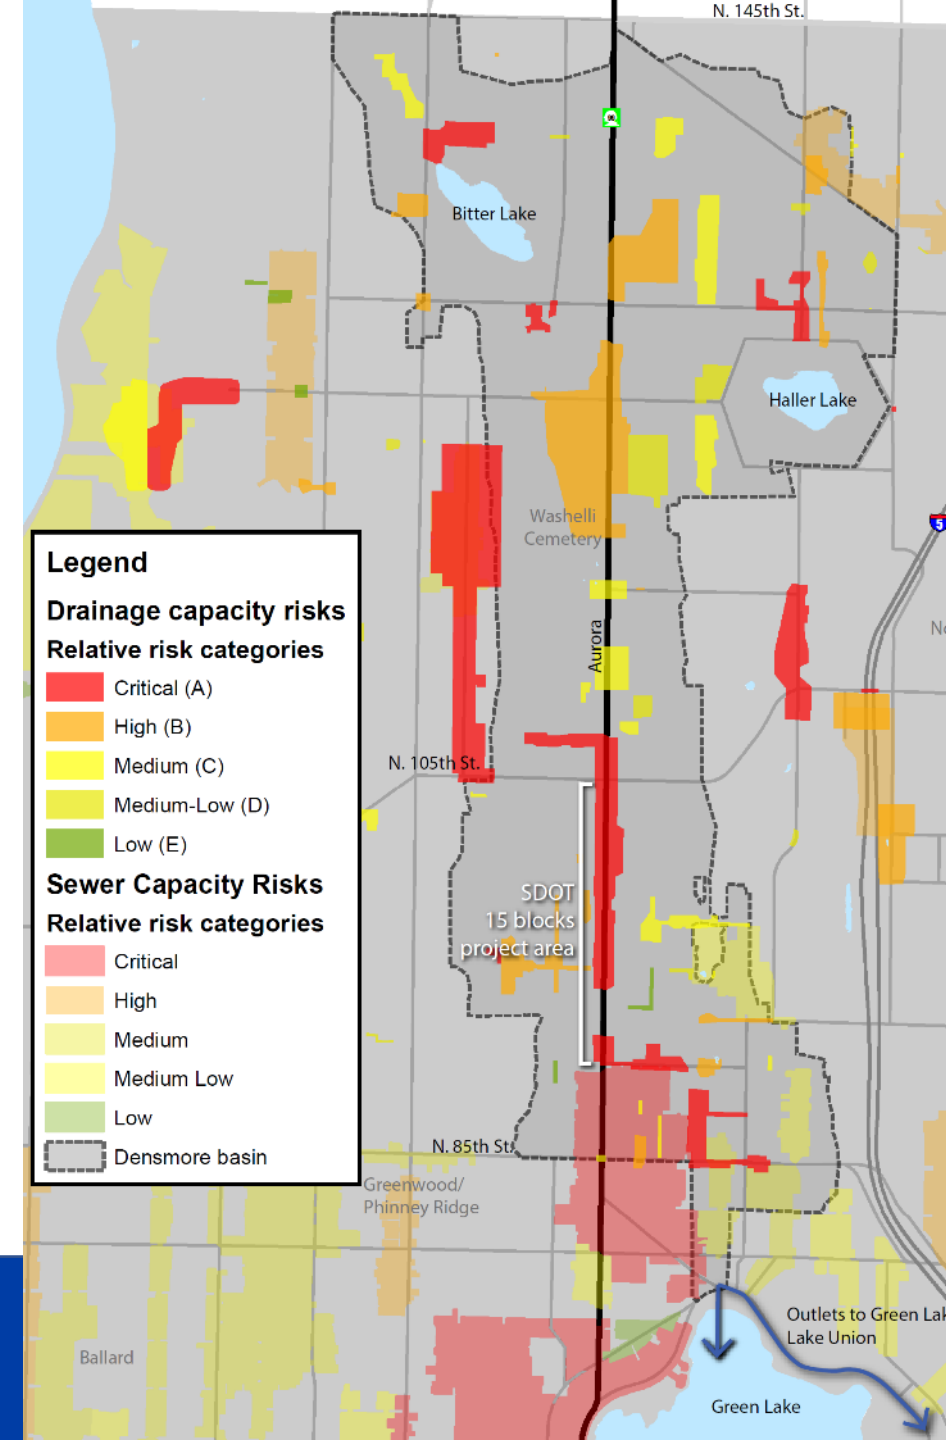 N. 145th St.
Bitter Lake
Haller Lake
Washelli
Cemetery
5
Aurora
N. 105th St.
SDOT
15 blocks
project area
Legend
Drainage capacity risks
Relative risk categories
Critical (A)
High (B)
Medium (C)
Medium-Low (D)
Low (E)
Sewer Capacity Risks
Relative risk categories
Critical
High
Medium
Medium Low
Low
Densmore basin
N. 85th St.
Greenwood/
Phinney Ridge
Outlets to Green Lak
Lake Union
Ballard
Green Lake